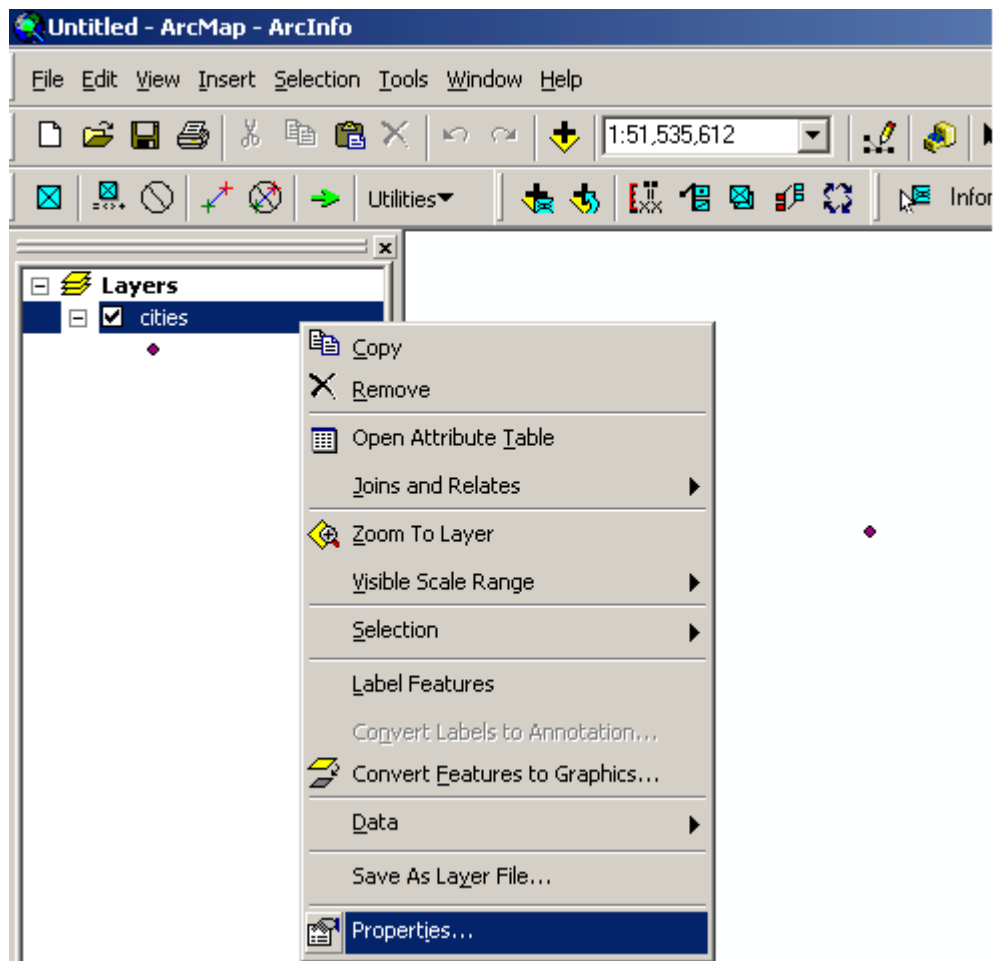 Untitled - ArcMap - ArcInfo
File Edit View Insert Selection Tools Window Help
1:51,535,612
Utilities
Infor
Layers
cities
Copy
Remove
Open Attribute Table
Joins and Relates
Zoom To Layer
Visible Scale Range
Selection
Label Features
Convert Labels to Annotation...
Convert Features to Graphics...
Data
Save As Layer File...
Properties...